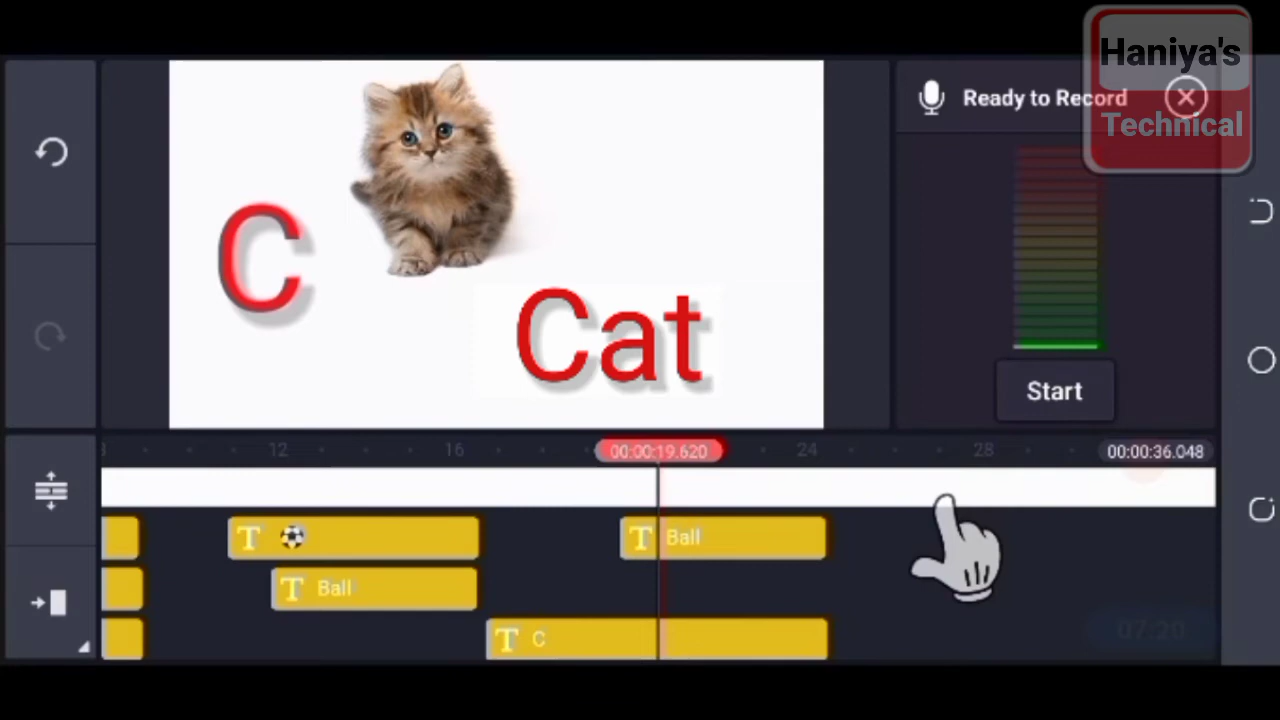 Haniya's
Technical
Ready to Record
C
Cat
Start
12
16
00:00:19.620
24
28
00:00:36.048
T
T Ball
T Ball
T C
07:20